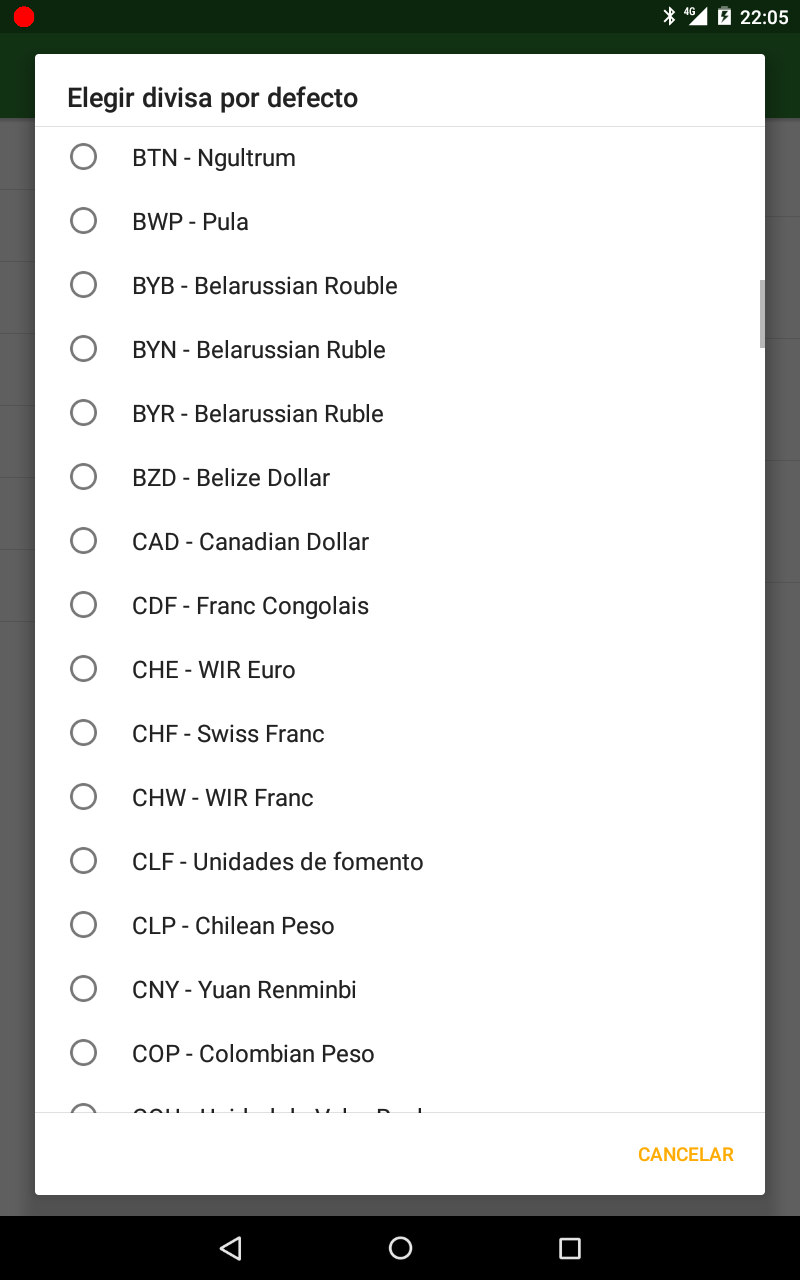 4G 22:05
Elegir divisa por defecto
BTN - Ngultrum
BWP - Pula
BYB - Belarussian Rouble
BYN - Belarussian Ruble
BYR - Belarussian Ruble
BZD - Belize Dollar
CAD - Canadian Dollar
CDF - Franc Congolais
CHE - WIR Euro
CHF - Swiss Franc
CHW - WIR Franc
CLF - Unidades de fomento
CLP - Chilean Peso
CNY - Yuan Renminbi
COP - Colombian Peso
CANCELAR